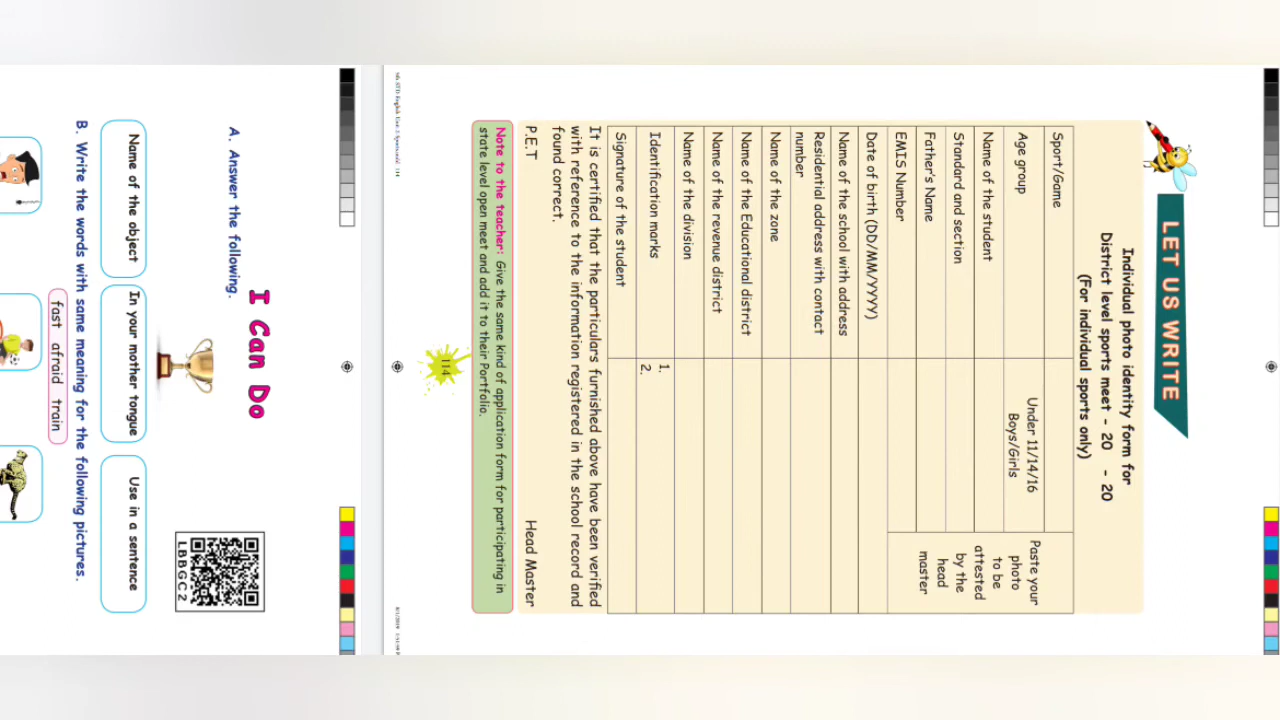 LET US WRITE
Individual photo identity form for
District level sports meet - 20 - 20
(For individual sports only)
Sport/Game
Age group
Under 11/14/16
Boys/Girls
Paste your
photo
to be
attested
by the
head
master
Name of the student
Standard and section
Father's Name
EMIS Number
Date of birth (DD/MM/YYYY)
Name of the school with address
Residential address with contact
number
Name of the zone
Name of the Educational district
Name of the revenue district
Name of the division
Identification marks
1.
2.
Signature of the student
It is certified that the particulars furnished above have been verified
with reference to the information registered in the school record and
found correct.
P.E.T
Head Master
Note to the teacher: Give the same kind of application form for participating in
state level open meet and add it to their Portfolio.
114
I Can Do
LBBGC2
A. Answer the following.
Name of the object
In your mother tongue
Use in a sentence
B. Write the words with same meaning for the following pictures.
fast afraid train